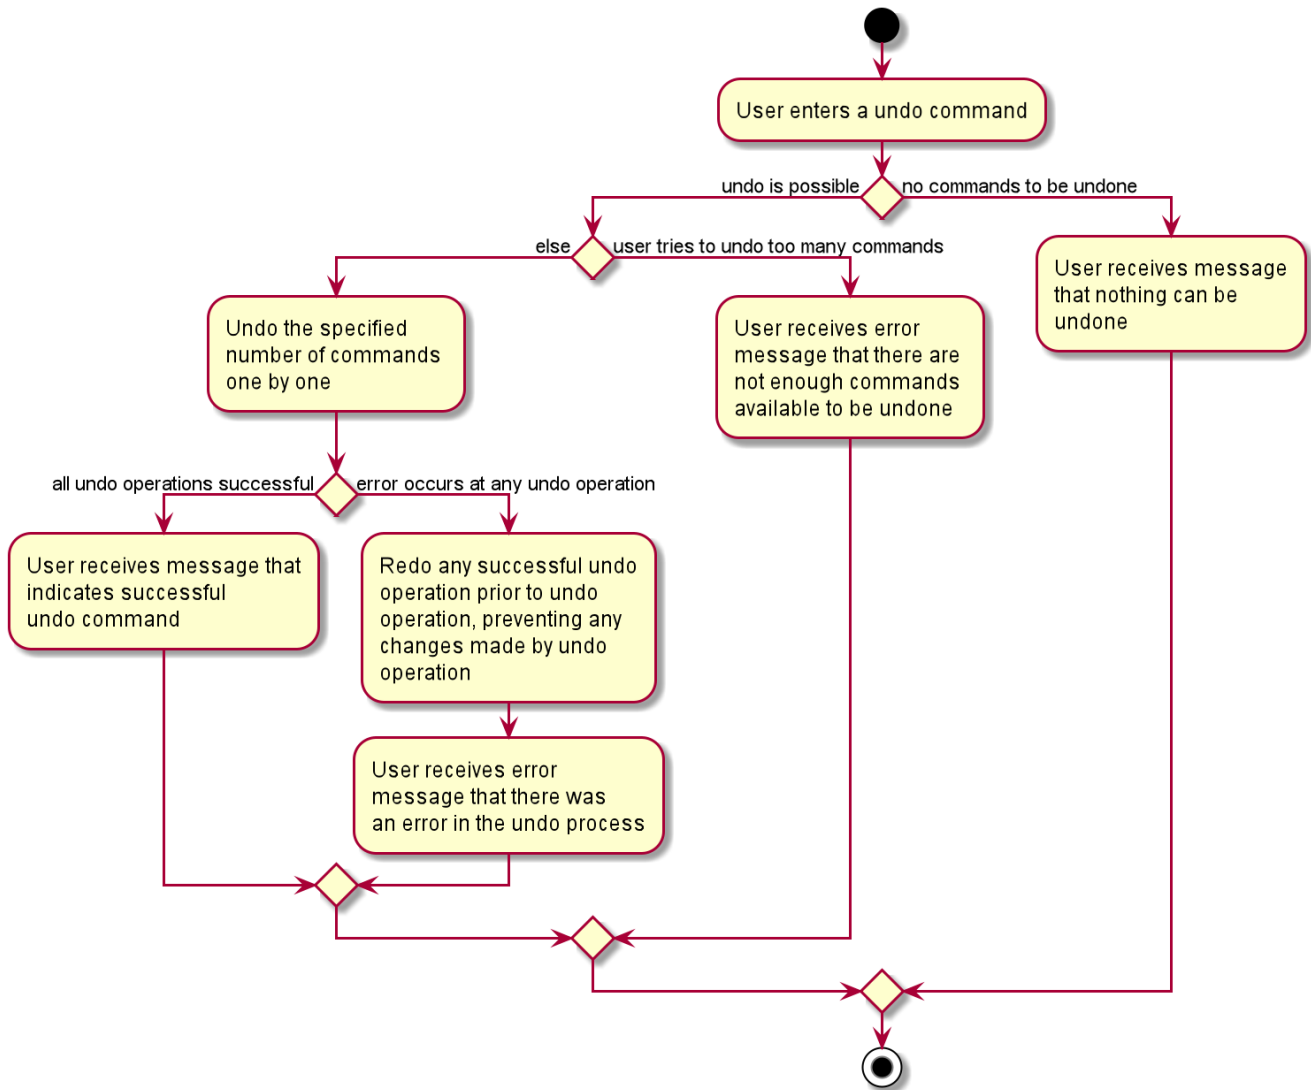 User enters a undo command
undo is possible
no commands to be undone
else
user tries to undo too many commands
User receives message
that nothing can be
undone
Undo the specified
number of commands
one by one
User receives error
message that there are
not enough commands
available to be undone
all undo operations successful
error occurs at any undo operation
User receives message that
indicates successful
undo command
Redo any successful undo
operation prior to undo
operation, preventing any
changes made by undo
operation
User receives error
message that there was
an error in the undo process